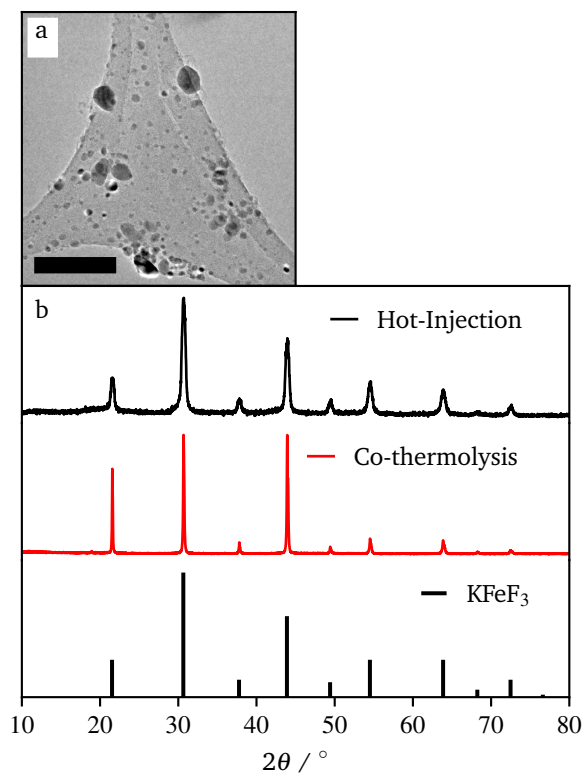 a
b
Hot-Injection
Co-thermolysis
KFeF₃
10 20 30 40 50 60 70 80
2θ / °